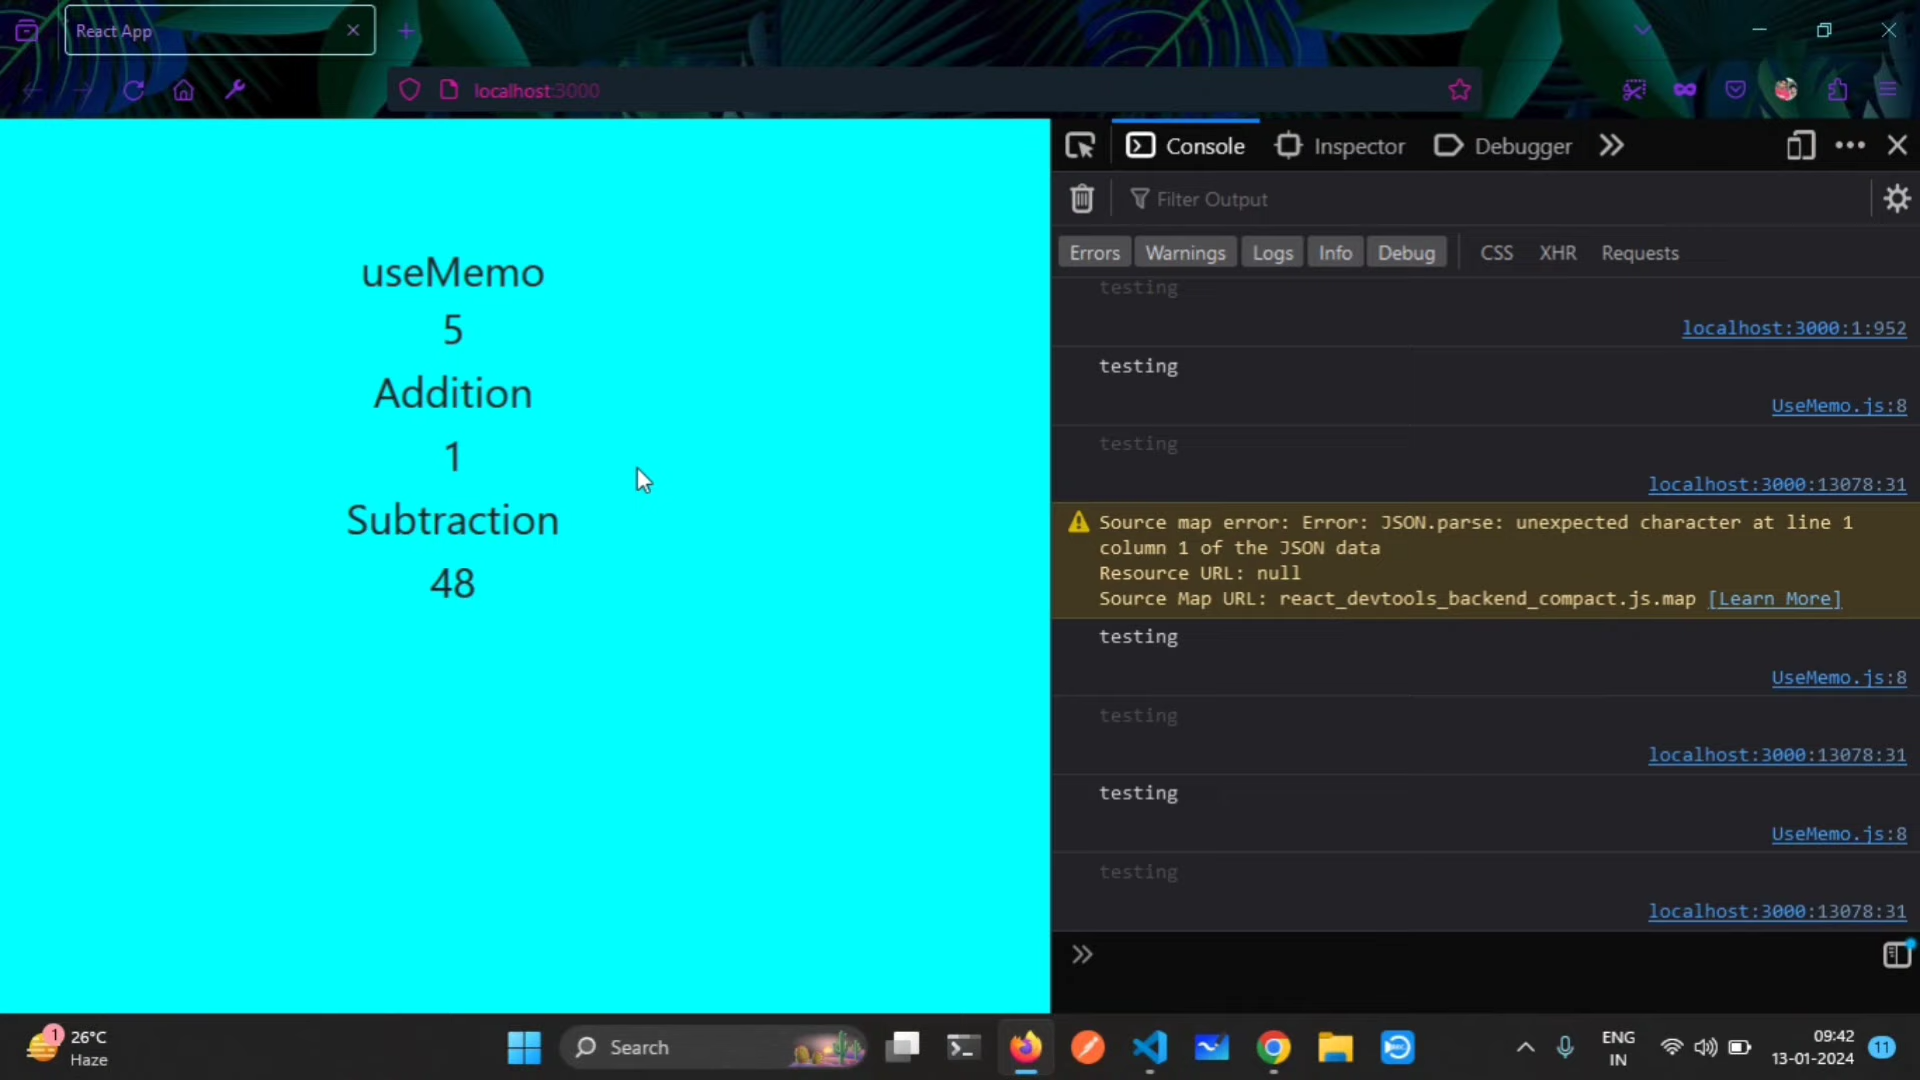 React App
localhost:3000
useMemo
5
Addition
1
Subtraction
48
Console
Inspector
Debugger
Filter Output
Errors
Warnings
Logs
Info
Debug
CSS
XHR
Requests
testing
localhost:3000:1:952
testing
UseMemo.js:8
testing
localhost:3000:13078:31
Source map error: Error: JSON.parse: unexpected character at line 1
column 1 of the JSON data
Resource URL: null
Source Map URL: react_devtools_backend_compact.js.map [Learn More]
testing
UseMemo.js:8
testing
localhost:3000:13078:31
testing
UseMemo.js:8
testing
localhost:3000:13078:31
1
26°C
Haze
Search
ENG
IN
09:42
13-01-2024
11